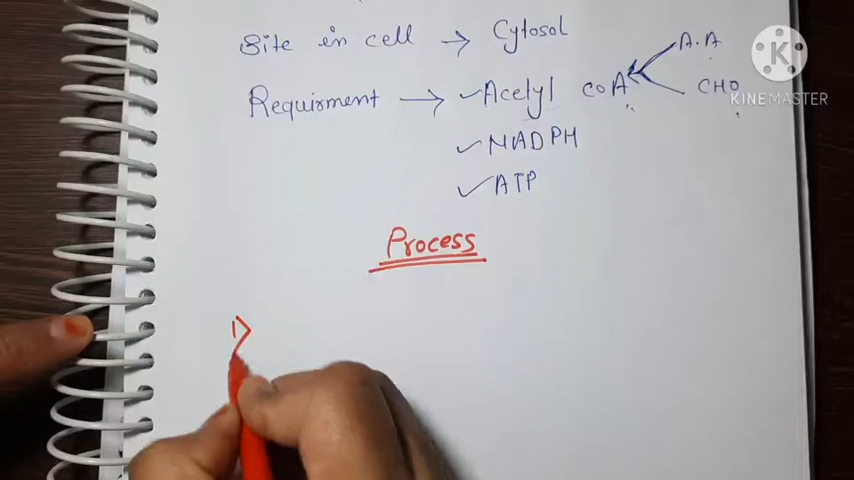 Site in cell → Cytosol
Requirment → ✓ Acetyl CoA
A.A
CHO
✓ NADPH
✓ ATP
Process
1>
K
KINEMASTER